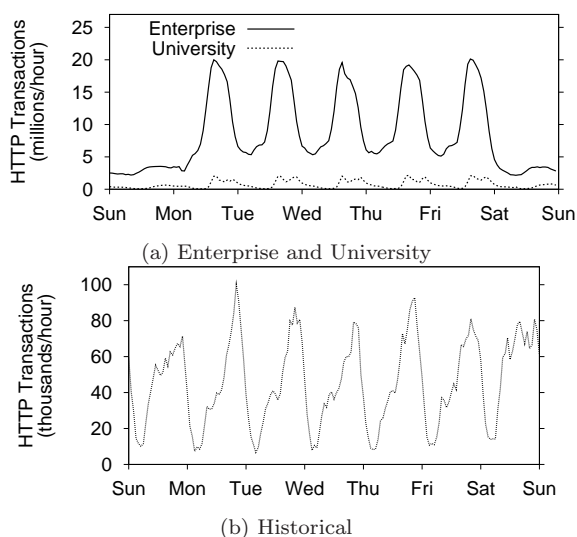 HTTP Transactions
(millions/hour)
25
20
15
10
5
0
Enterprise
University
Sun Mon Tue Wed Thu Fri Sat Sun
(a) Enterprise and University
HTTP Transactions
(thousands/hour)
100
80
60
40
20
0
Sun Mon Tue Wed Thu Fri Sat Sun
(b) Historical